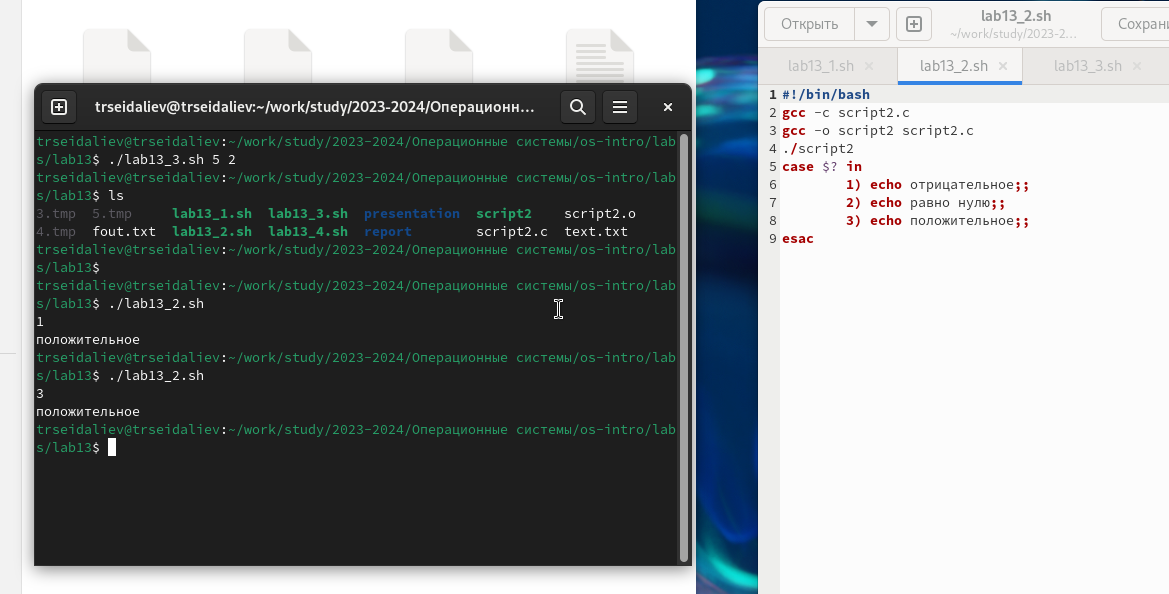 trseidaliev@trseidaliev:~/work/study/2023-2024/Операционн...
trseidaliev@trseidaliev:~/work/study/2023-2024/Операционные системы/os-intro/lab
s/lab13$ ./lab13_3.sh 5 2
trseidaliev@trseidaliev:~/work/study/2023-2024/Операционные системы/os-intro/lab
s/lab13$ ls
3.tmp 5.tmp lab13_1.sh lab13_3.sh presentation script2 script2.o
4.tmp fout.txt lab13_2.sh lab13_4.sh report script2.c text.txt
trseidaliev@trseidaliev:~/work/study/2023-2024/Операционные системы/os-intro/lab
s/lab13$
trseidaliev@trseidaliev:~/work/study/2023-2024/Операционные системы/os-intro/lab
s/lab13$ ./lab13_2.sh
1
положительное
trseidaliev@trseidaliev:~/work/study/2023-2024/Операционные системы/os-intro/lab
s/lab13$ ./lab13_2.sh
3
положительное
trseidaliev@trseidaliev:~/work/study/2023-2024/Операционные системы/os-intro/lab
s/lab13$
Открыть
lab13_2.sh
~/work/study/2023-2...
Сохрани
lab13_1.sh
lab13_2.sh
lab13_3.sh
1 #!/bin/bash
2 gcc -c script2.c
3 gcc -o script2 script2.c
4 ./script2
5 case $? in
6 1) echo отрицательное;;
7 2) echo равно нулю;;
8 3) echo положительное;;
9 esac